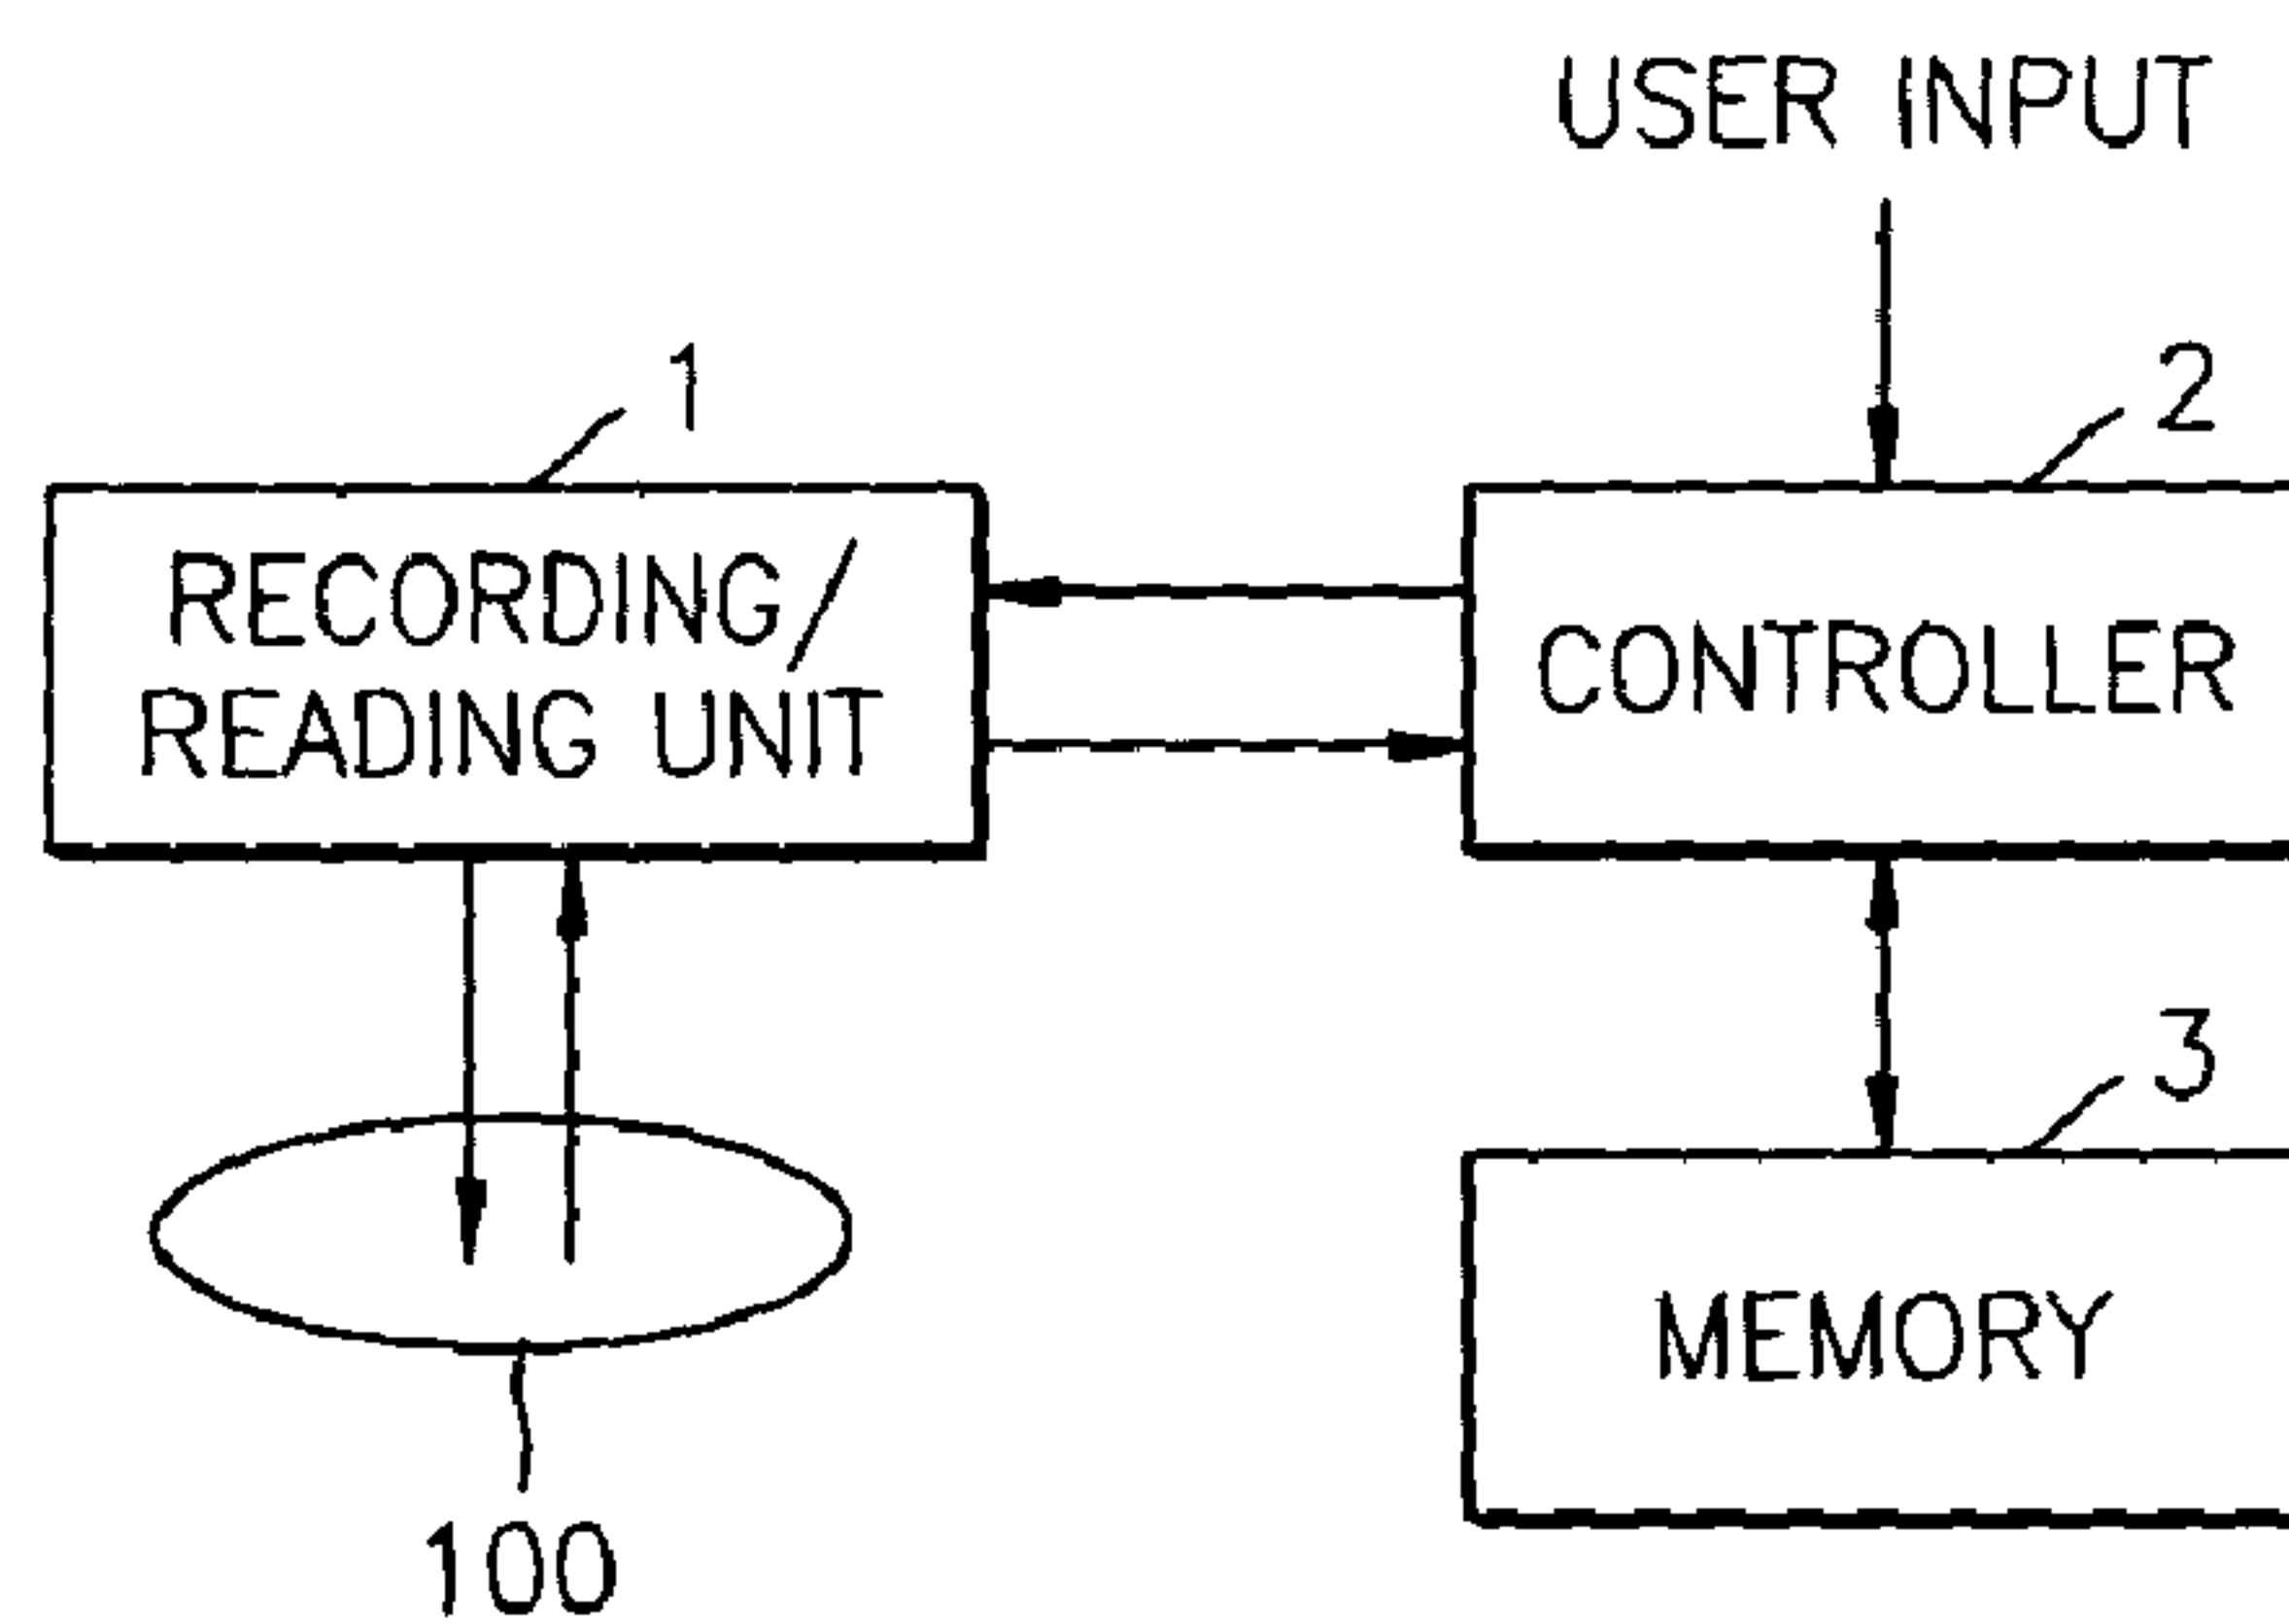 USER INPUT
1
2
RECORDING/
READING UNIT
CONTROLLER
3
MEMORY
100